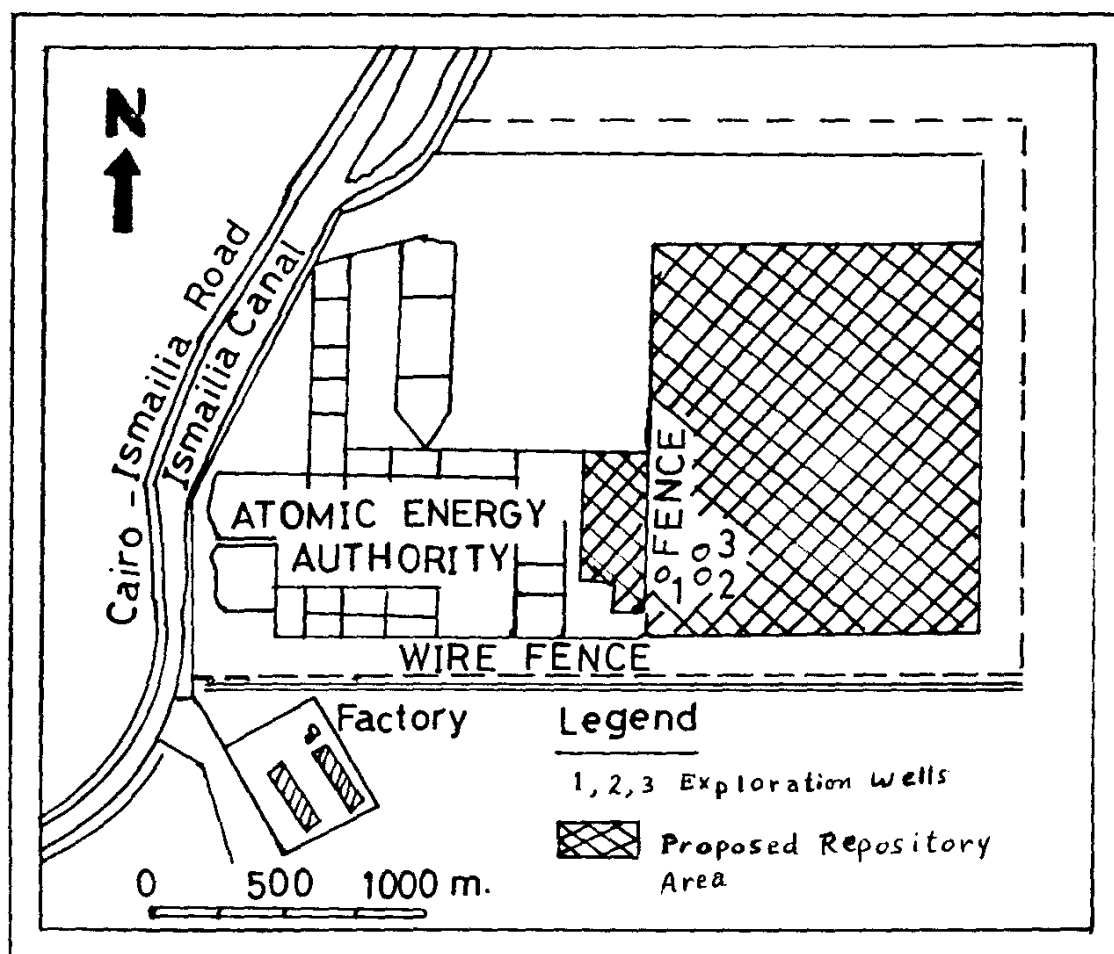 N
Cairo - Ismailia Road
Ismailia Canal
ATOMIC ENERGY
AUTHORITY
FENCE
3
1 2
WIRE FENCE
Factory
B
Legend
1, 2, 3 Exploration Wells
Proposed Repository
Area
0 500 1000 m.